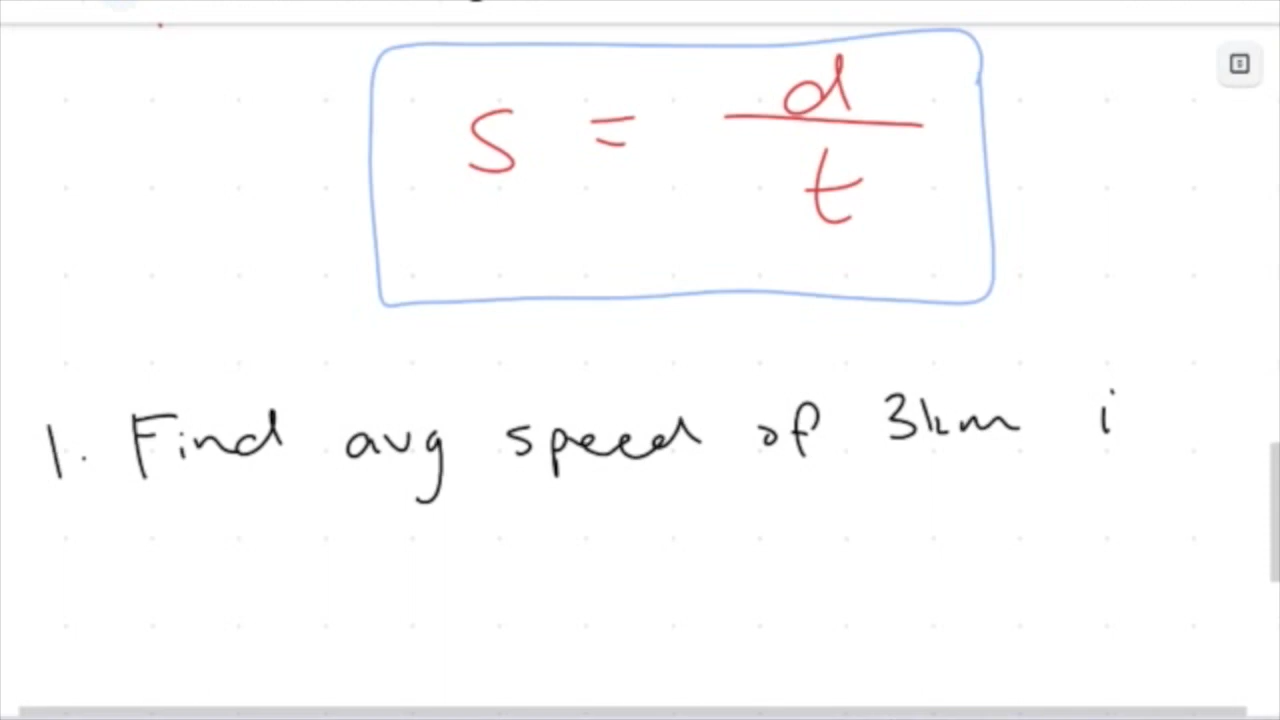 s = d
t
1. Find avg speed of 3km i